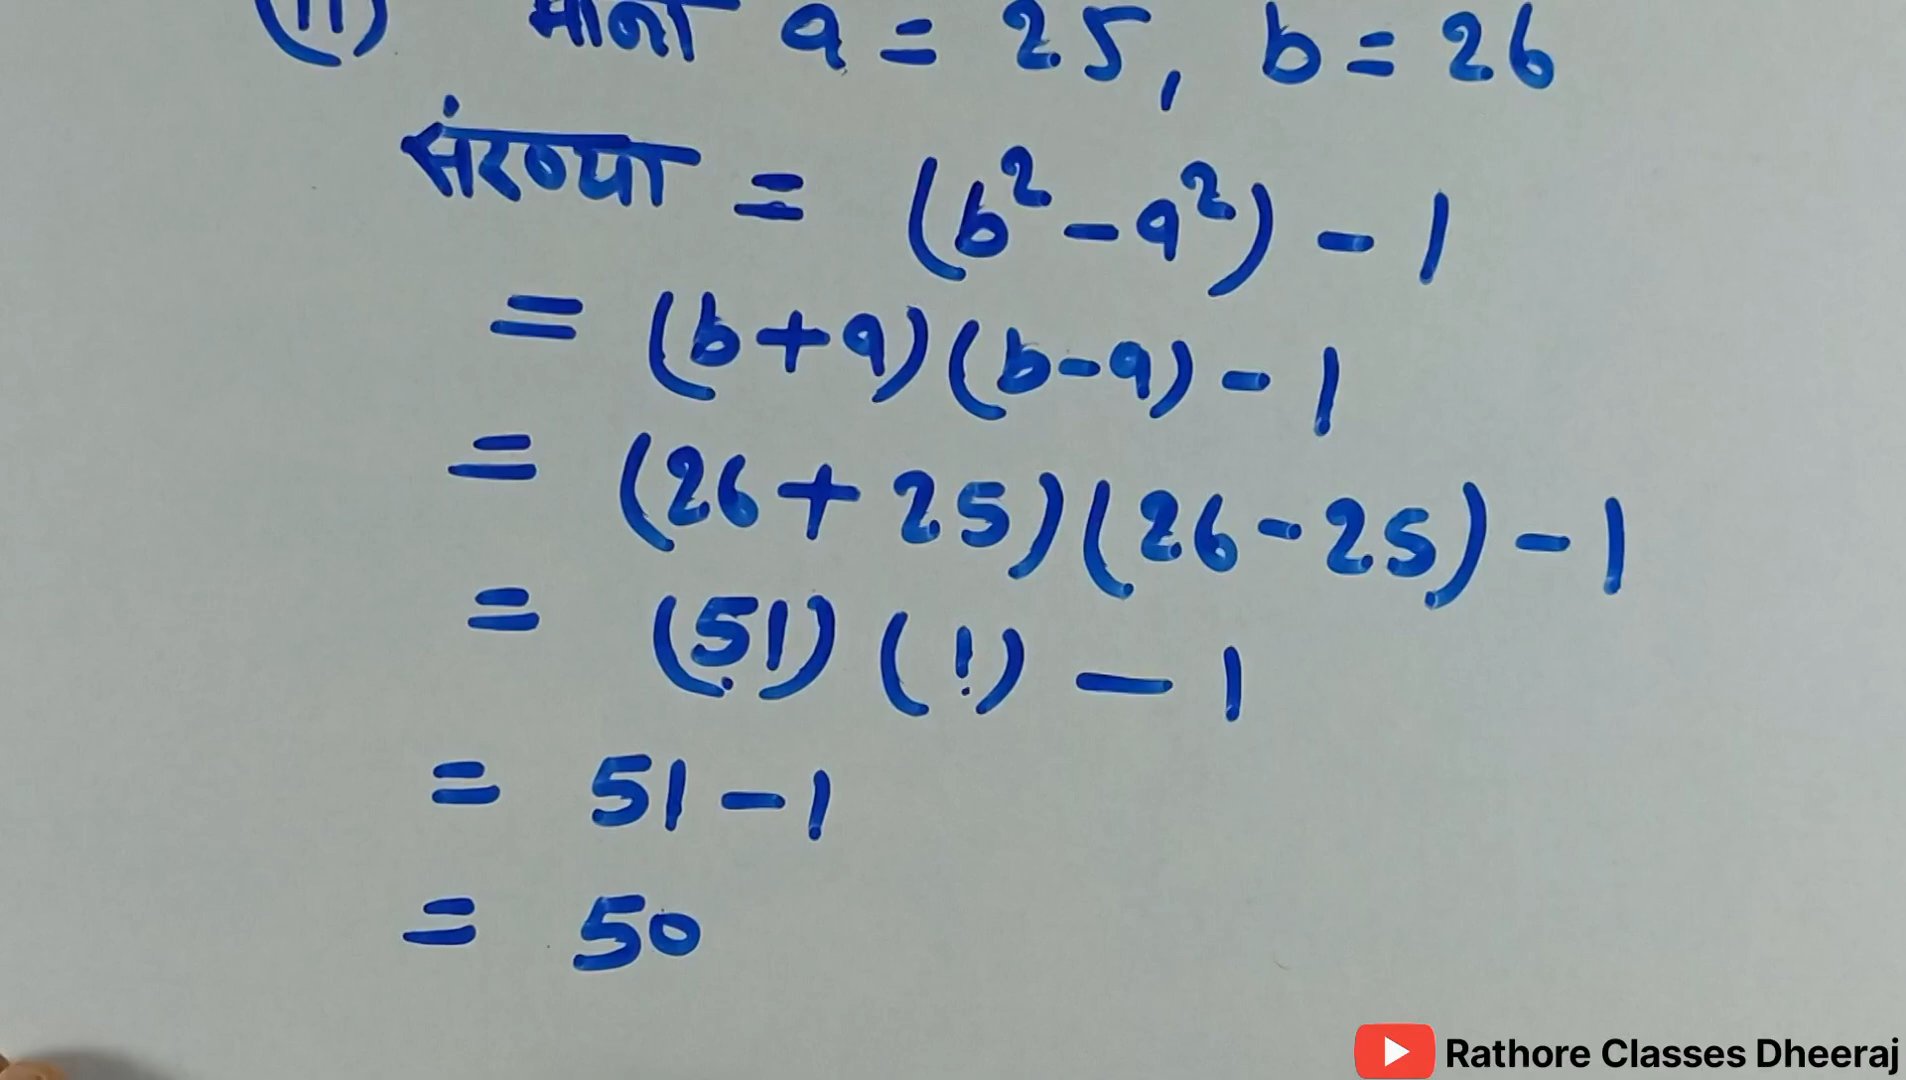 (ii) माना a = 25, b = 26
संख्या = (b² - a²) - 1
= (b+a)(b-a) - 1
= (26 + 25)(26 - 25) - 1
= (51) (1) - 1
= 51 - 1
= 50
Rathore Classes Dheeraj